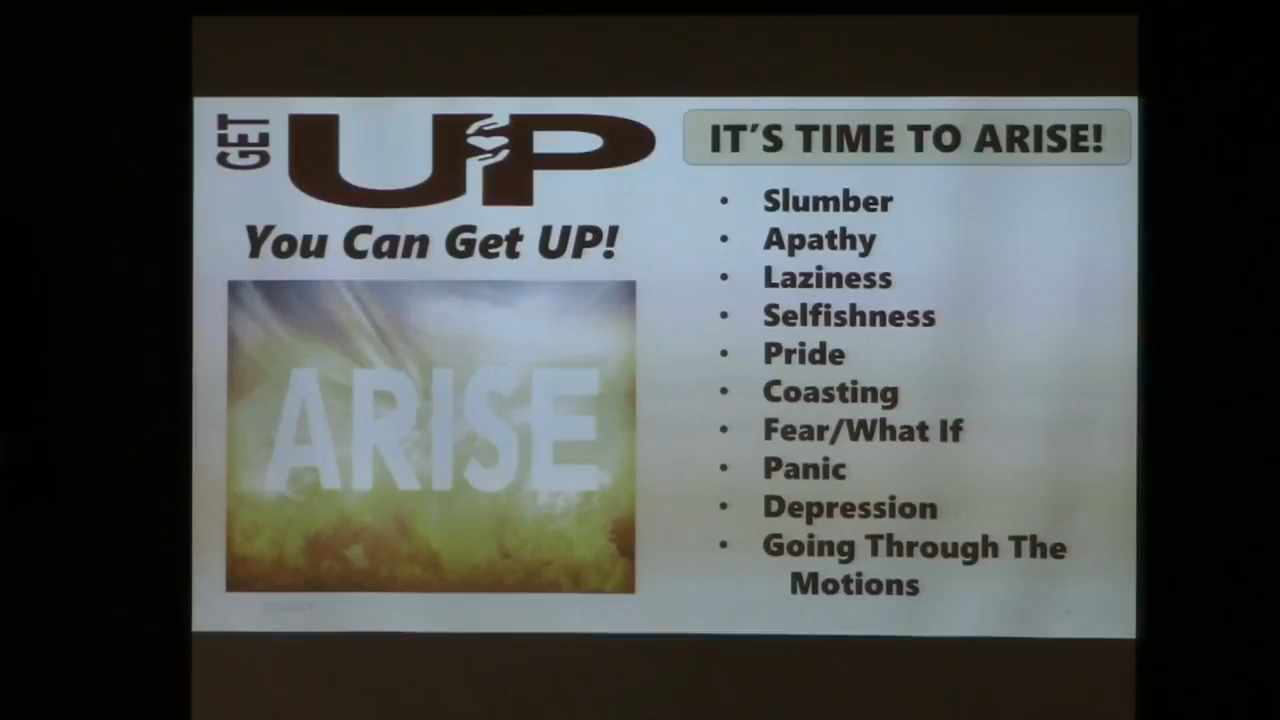 GET UP
You Can Get UP!
ARISE
IT'S TIME TO ARISE!
• Slumber
• Apathy
• Laziness
• Selfishness
• Pride
• Coasting
• Fear/What If
• Panic
• Depression
• Going Through The
Motions